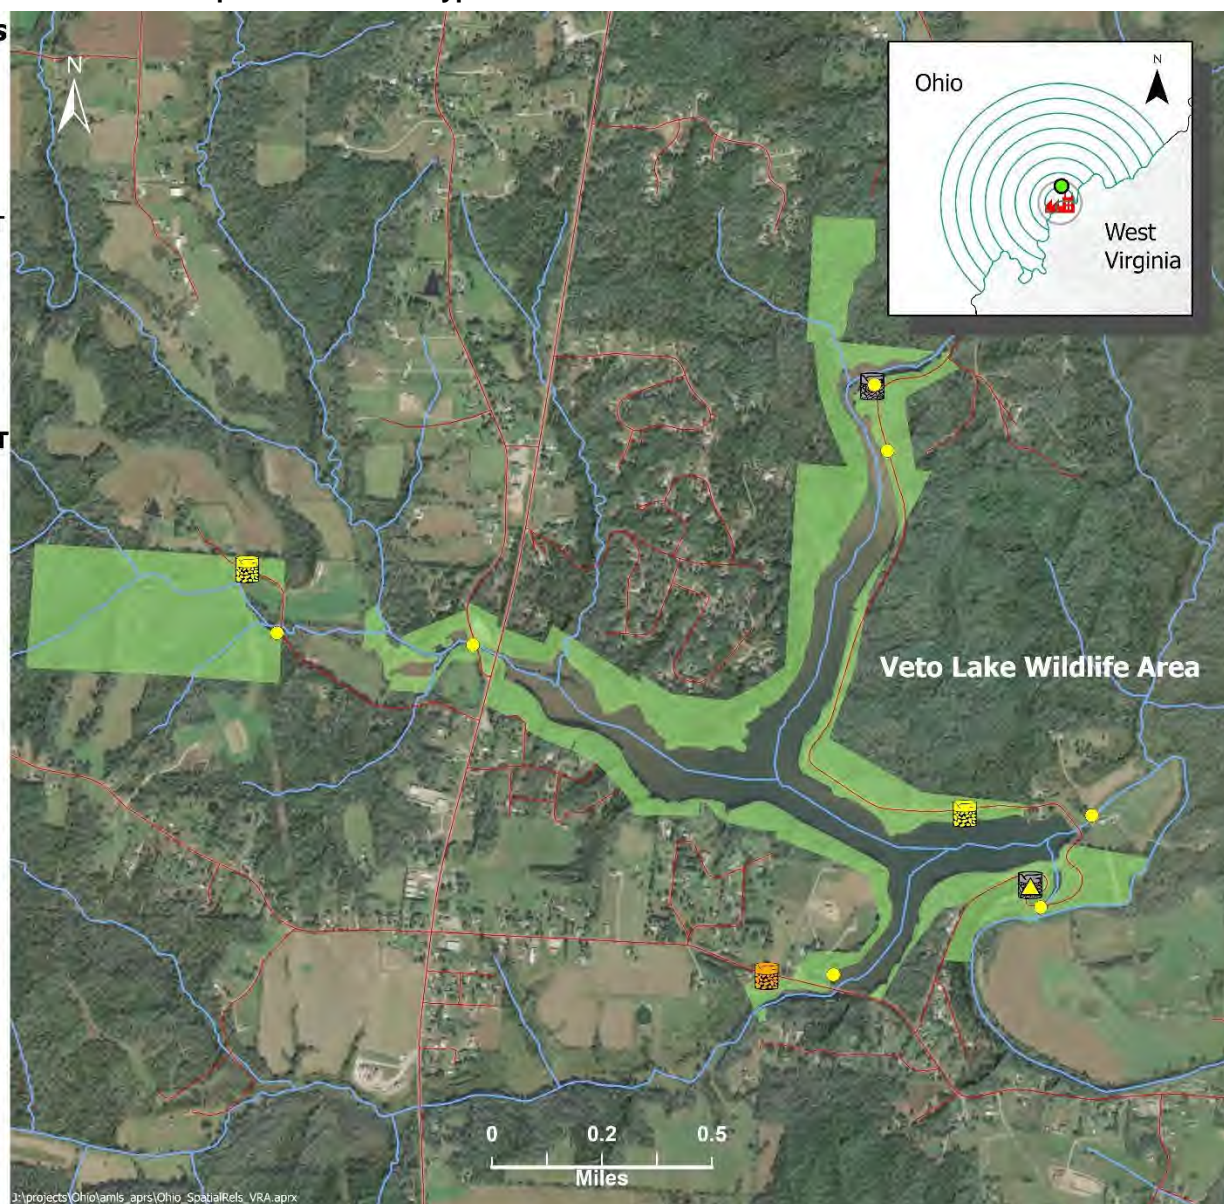 N
Ohio
N
West
Virginia
Veto Lake Wildlife Area
0 0.2 0.5
Miles
J:\projects\Ohio\amls_aprs\Ohio_SpatialRels_VRA.aprx